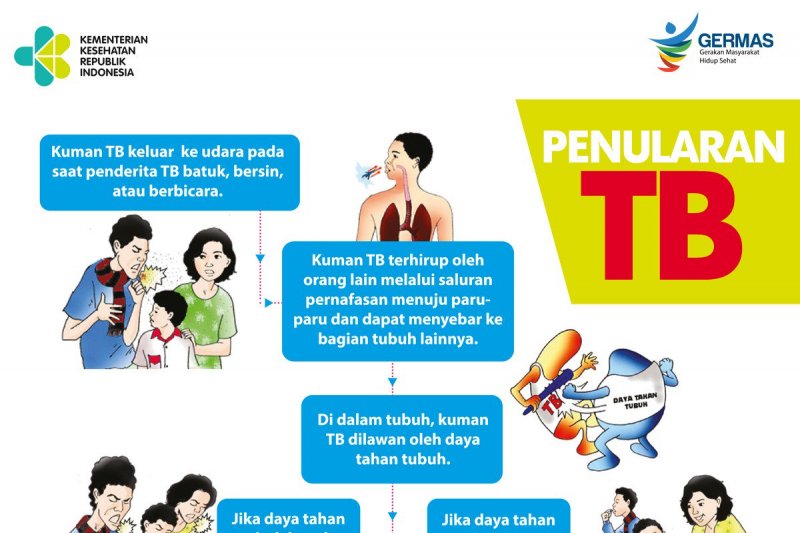 KEMENTERIAN
KESEHATAN
REPUBLIK
INDONESIA
GERMAS
Gerakan Masyarakat
Hidup Sehat
PENULARAN
TB
Kuman TB keluar ke udara pada
saat penderita TB batuk, bersin,
atau berbicara.
Kuman TB terhirup oleh
orang lain melalui saluran
pernafasan menuju paru-
paru dan dapat menyebar ke
bagian tubuh lainnya.
TB
DAYA TAHAN
TUBUH
Di dalam tubuh, kuman
TB dilawan oleh daya
tahan tubuh.
Jika daya tahan
Jika daya tahan